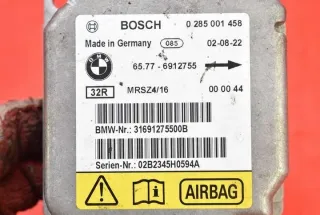 BOSCH 0 285 001 458
Made in Germany 085 02-08-22
BMW 65.77 - 6912755
32R MRSZ4/16 00 00 44
BMW-Nr.: 31691275500B
Serien-Nr.: 02B2345H0594A
! i AIRBAG